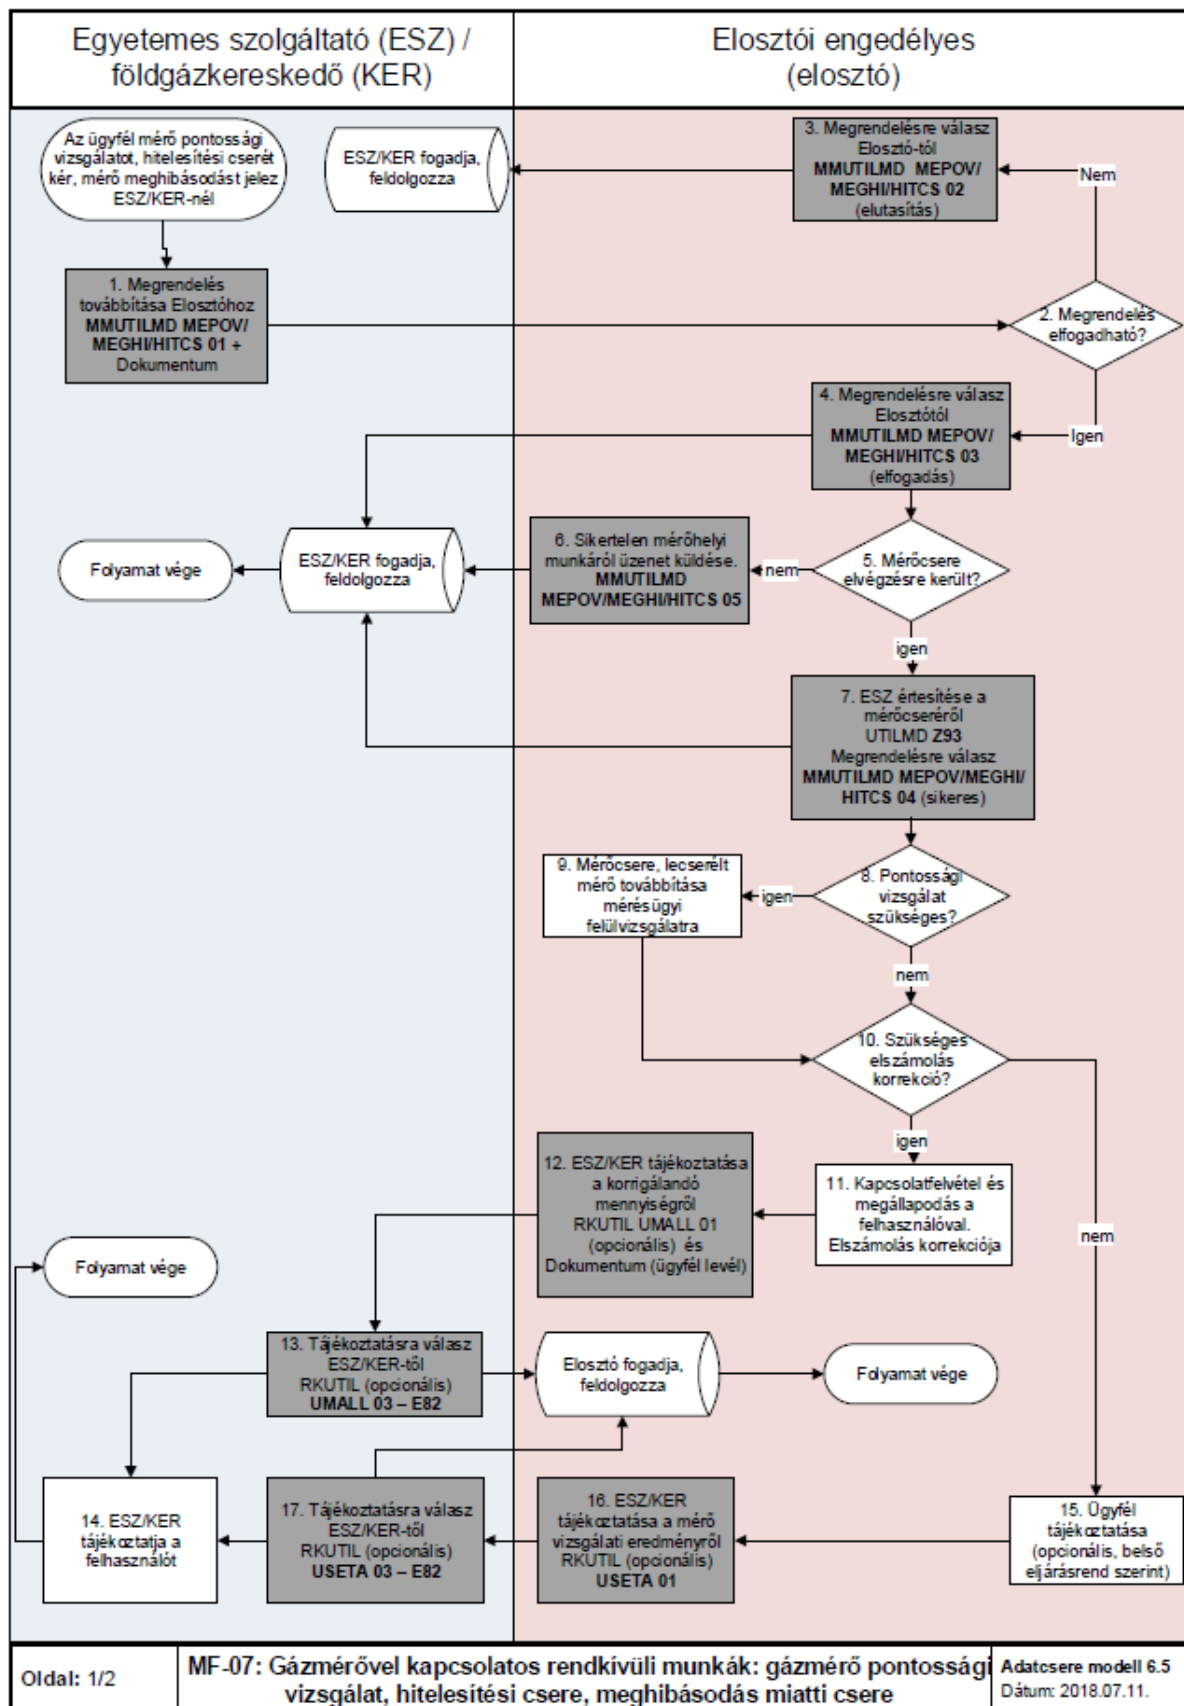 Egyetemes szolgáltató (ESZ) /
földgázkereskedő (KER)
Elosztói engedélyes
(elosztó)
Az ügyfél mérő pontossági
vizsgálatot, hitelesítési cserét
kér, mérő meghibásodást jelez
ESZ/KER-nél
ESZ/KER fogadja,
feldolgozza
3. Megrendelésre válasz
Elosztó-tól
MMUTILMD MEPOV/
MEGHI/HITCS 02
(elutasítás)
Nem
1. Megrendelés
továbbítása Elosztóhoz
MMUTILMD MEPOV/
MEGHI/HITCS 01 +
Dokumentum
2. Megrendelés
elfogadható?
4. Megrendelésre válasz
Elosztótól
MMUTILMD MEPOV/
MEGHI/HITCS 03
(elfogadás)
Igen
Folyamat vége
ESZ/KER fogadja,
feldolgozza
6. Sikertelen mérőhelyi
munkáról üzenet küldése.
MMUTILMD
MEPOV/MEGHI/HITCS 05
nem
5. Mérőcsere
elvégzésre került?
igen
7. ESZ értesítése a
mérőcseréről
UTILMD Z93
Megrendelésre válasz
MMUTILMD MEPOV/MEGHI/
HITCS 04 (sikeres)
9. Mérőcsere, lecserélt
mérő továbbítása
mérésügyi
felülvizsgálatra
igen
8. Pontossági
vizsgálat
szükséges?
nem
10. Szükséges
elszámolás
korrekció?
igen
12. ESZ/KER tájékoztatása
a korrigálandó
mennyiségről
RKUTIL UMALL 01
(opcionális) és
Dokumentum (ügyfél levél)
11. Kapcsolatfelvétel és
megállapodás a
felhasználóval.
Elszámolás korrekciója
nem
Folyamat vége
13. Tájékoztatásra válasz
ESZ/KER-től
RKUTIL (opcionális)
UMALL 03 – E82
Elosztó fogadja,
feldolgozza
Folyamat vége
14. ESZ/KER
tájékoztatja a
felhasználót
17. Tájékoztatásra válasz
ESZ/KER-től
RKUTIL (opcionális)
USETA 03 – E82
16. ESZ/KER
tájékoztatása a mérő
vizsgálati eredményről
RKUTIL (opcionális)
USETA 01
15. Ügyfél
tájékoztatása
(opcionális, belső
eljárásrend szerint)
Oldal: 1/2
MF-07: Gázmérővel kapcsolatos rendkívüli munkák: gázmérő pontossági
vizsgálat, hitelesítési csere, meghibásodás miatti csere
Adatcsere modell 6.5
Dátum: 2018.07.11.